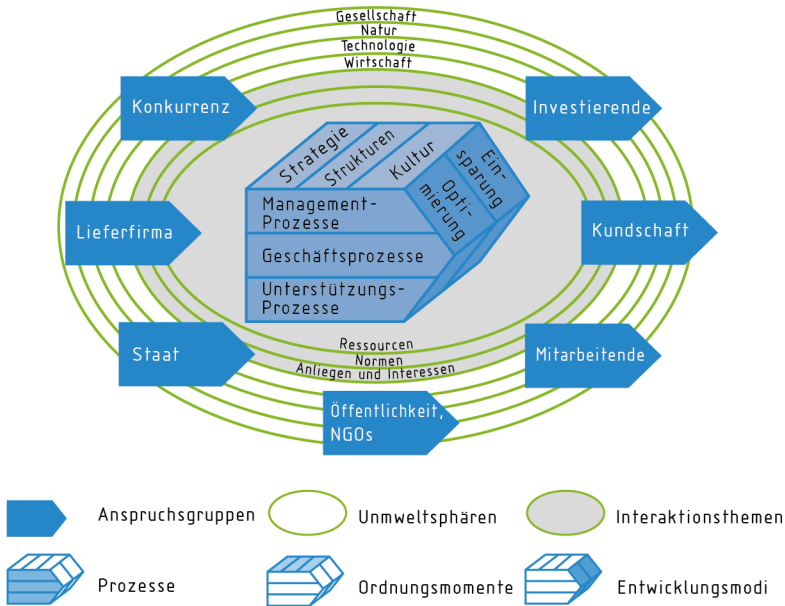 Gesellschaft
Natur
Technologie
Wirtschaft
Konkurrenz
Investierende
Strategie
Strukturen
Kultur
Ein-
sparung
Opti-
mierung
Management-
Prozesse
Lieferfirma
Kundschaft
Geschäftsprozesse
Unterstützungs-
Prozesse
Ressourcen
Normen
Anliegen und Interessen
Staat
Mitarbeitende
Öffentlichkeit,
NGOs
Anspruchsgruppen
Unmweltsphären
Interaktionsthemen
Prozesse
Ordnungsmomente
Entwicklungsmodi